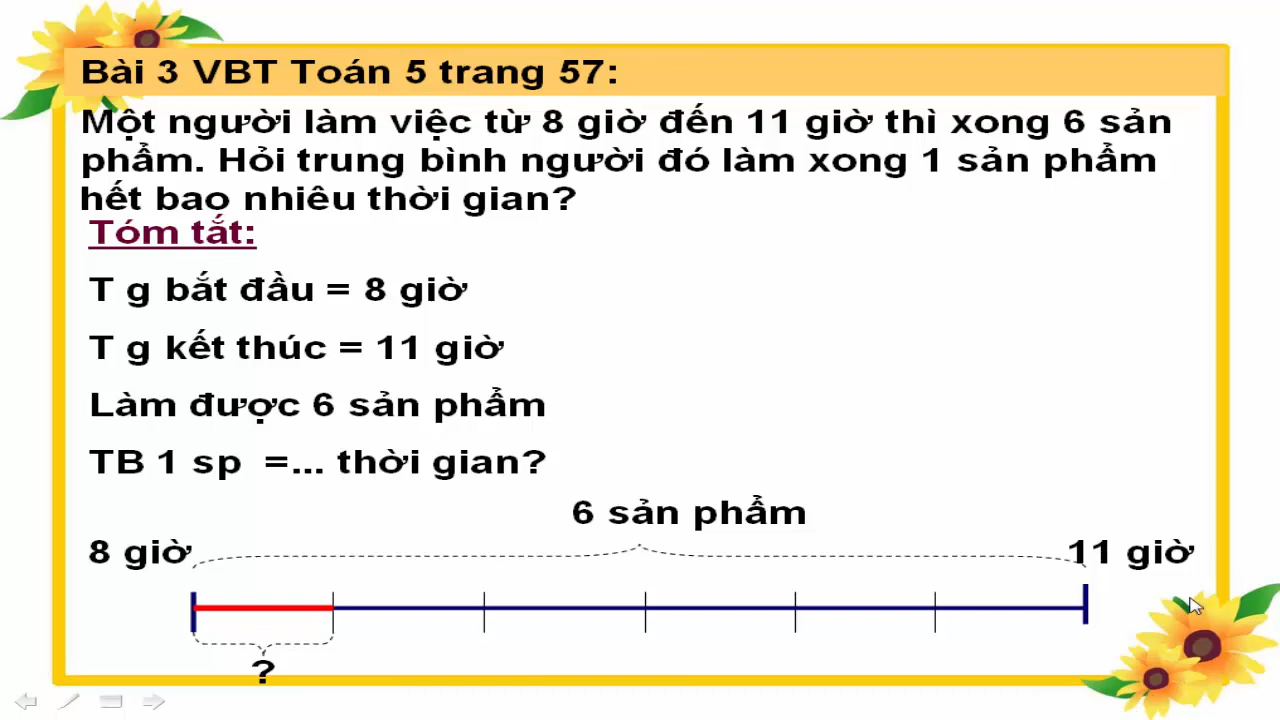 Bài 3 VBT Toán 5 trang 57:
Một người làm việc từ 8 giờ đến 11 giờ thì xong 6 sản
phẩm. Hỏi trung bình người đó làm xong 1 sản phẩm
hết bao nhiêu thời gian?
Tóm tắt:
T g bắt đầu = 8 giờ
T g kết thúc = 11 giờ
Làm được 6 sản phẩm
TB 1 sp =... thời gian?
6 sản phẩm
8 giờ
11 giờ
?